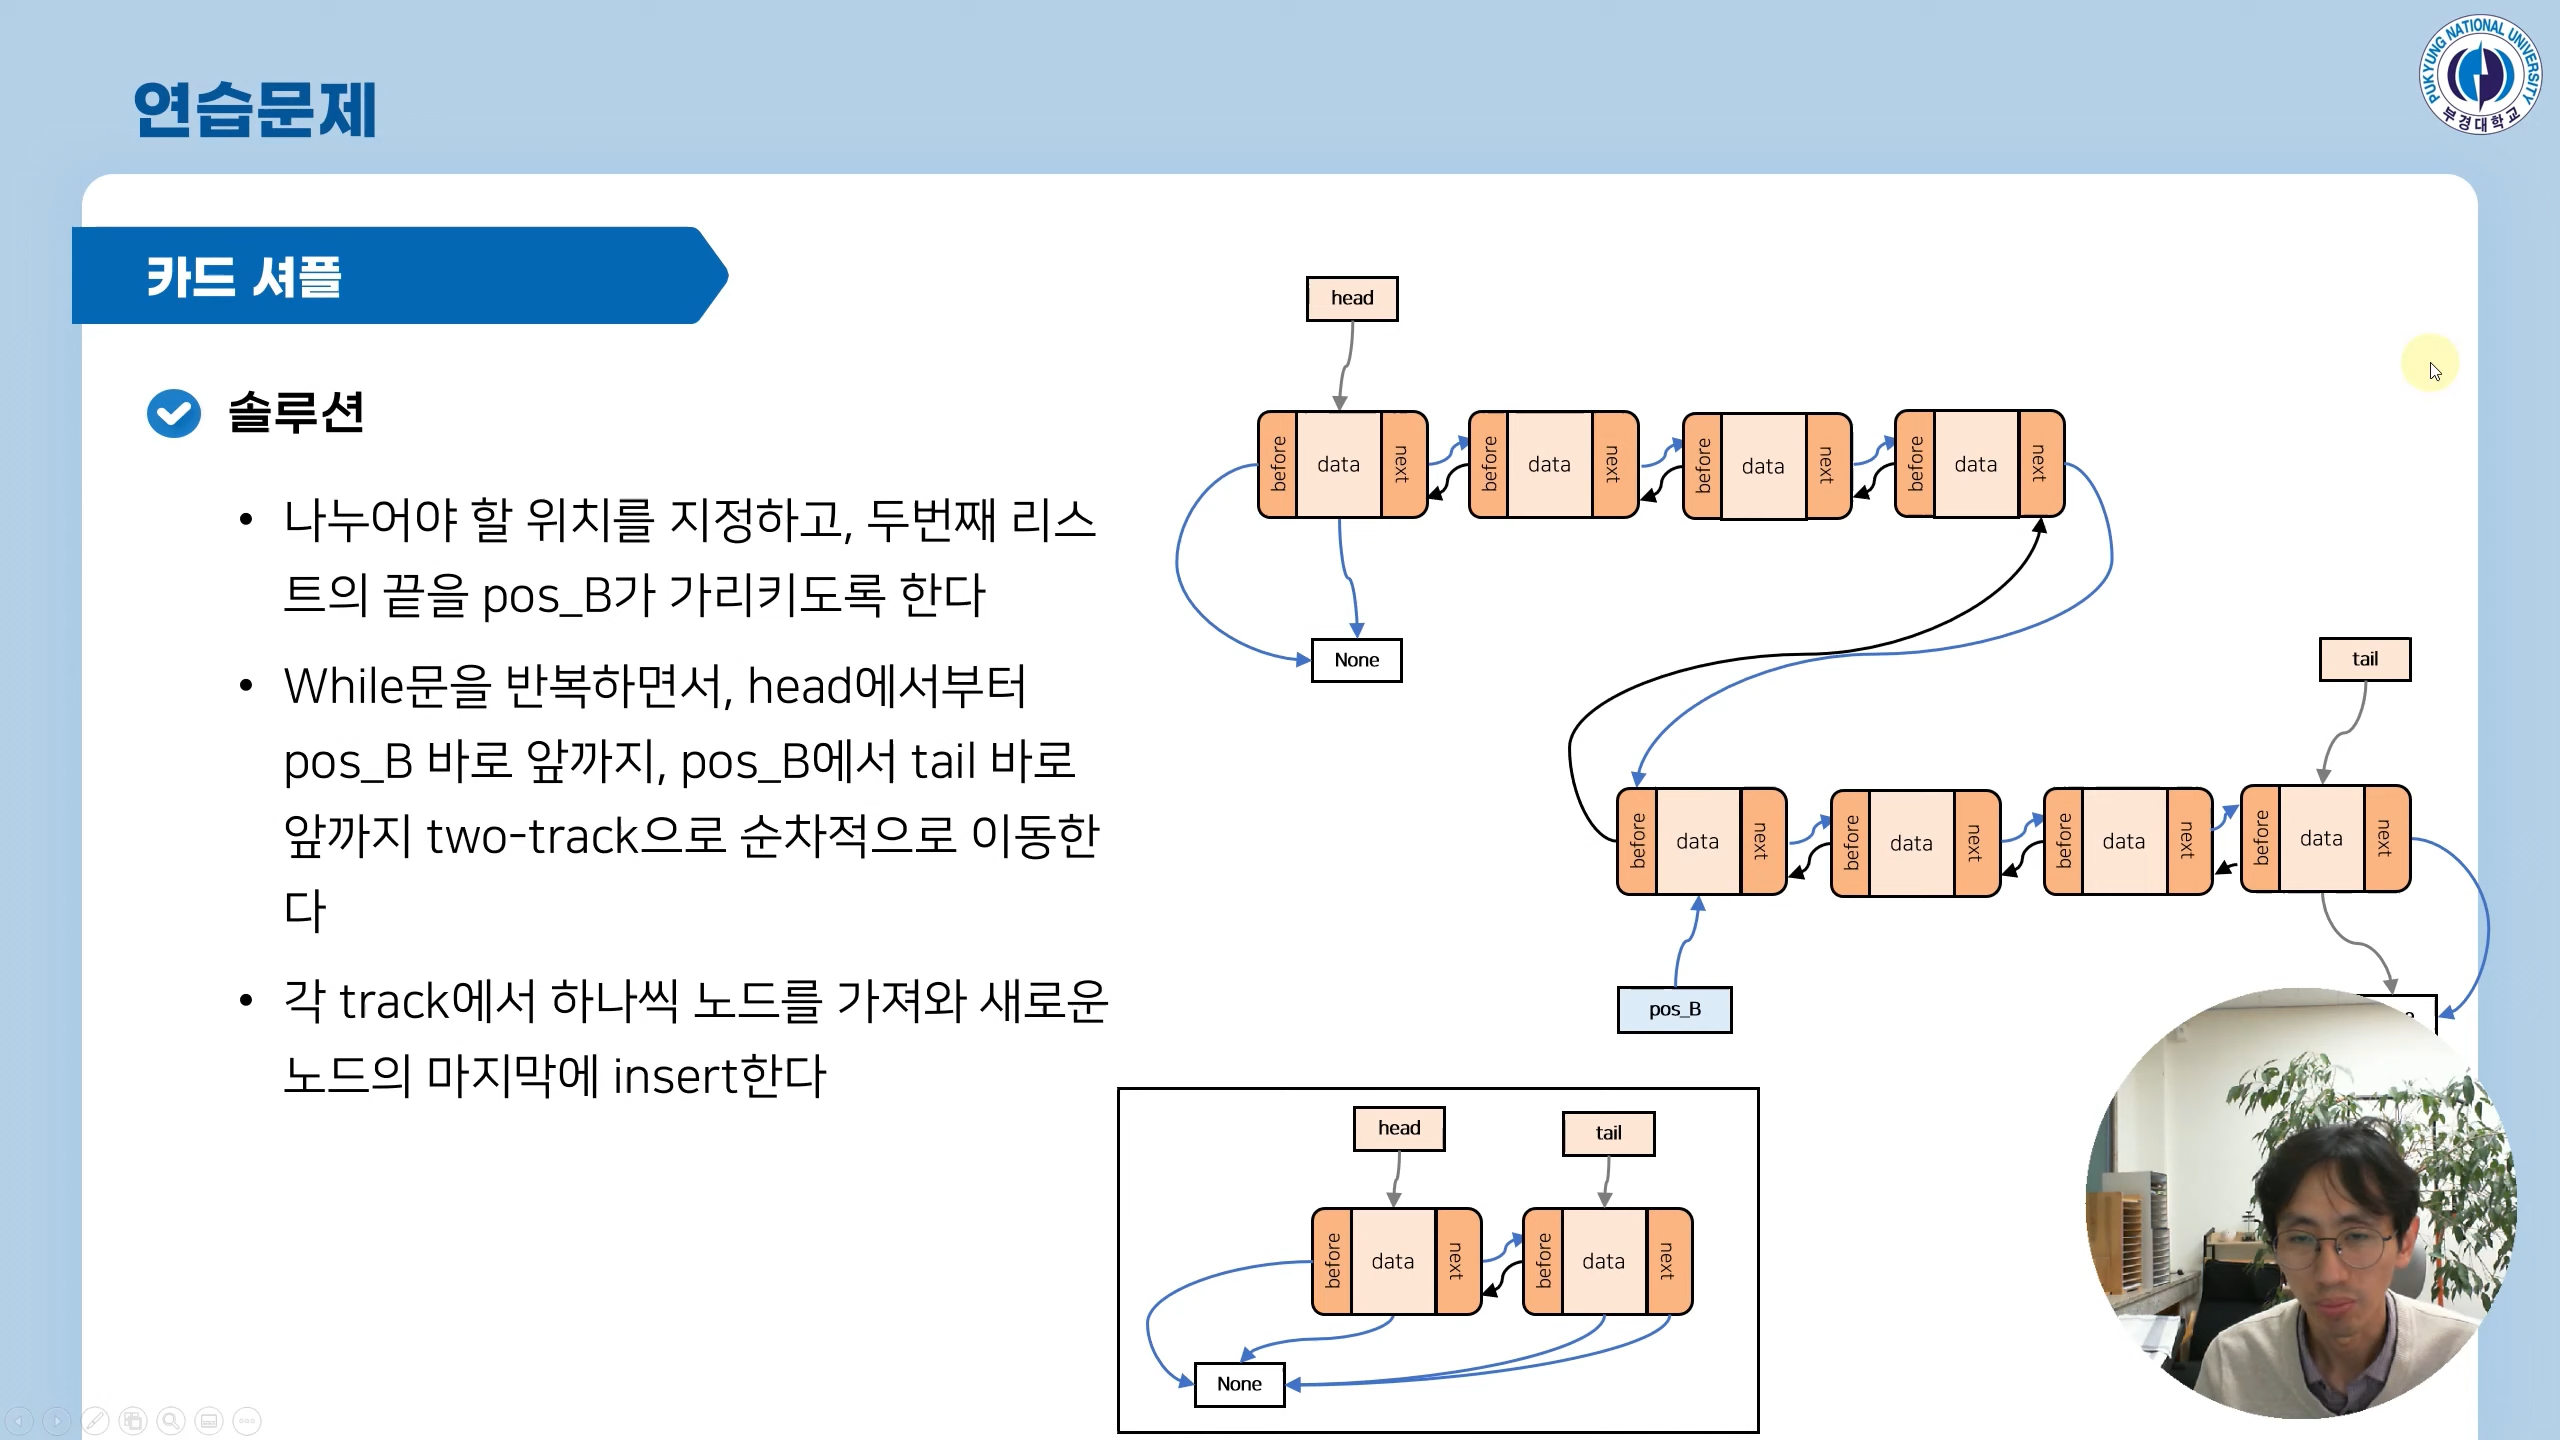 연습문제
PUKYUNG NATIONAL UNIVERSITY
부경대학교
카드 셔플
솔루션
• 나누어야 할 위치를 지정하고, 두번째 리스
트의 끝을 pos_B가 가리키도록 한다
• While문을 반복하면서, head에서부터
pos_B 바로 앞까지, pos_B에서 tail 바로
앞까지 two-track으로 순차적으로 이동한
다
• 각 track에서 하나씩 노드를 가져와 새로운
노드의 마지막에 insert한다
head
before data next before data next before data next before data next
None
tail
before data next before data next before data next before data next
pos_B
head tail
before data next before data next
None